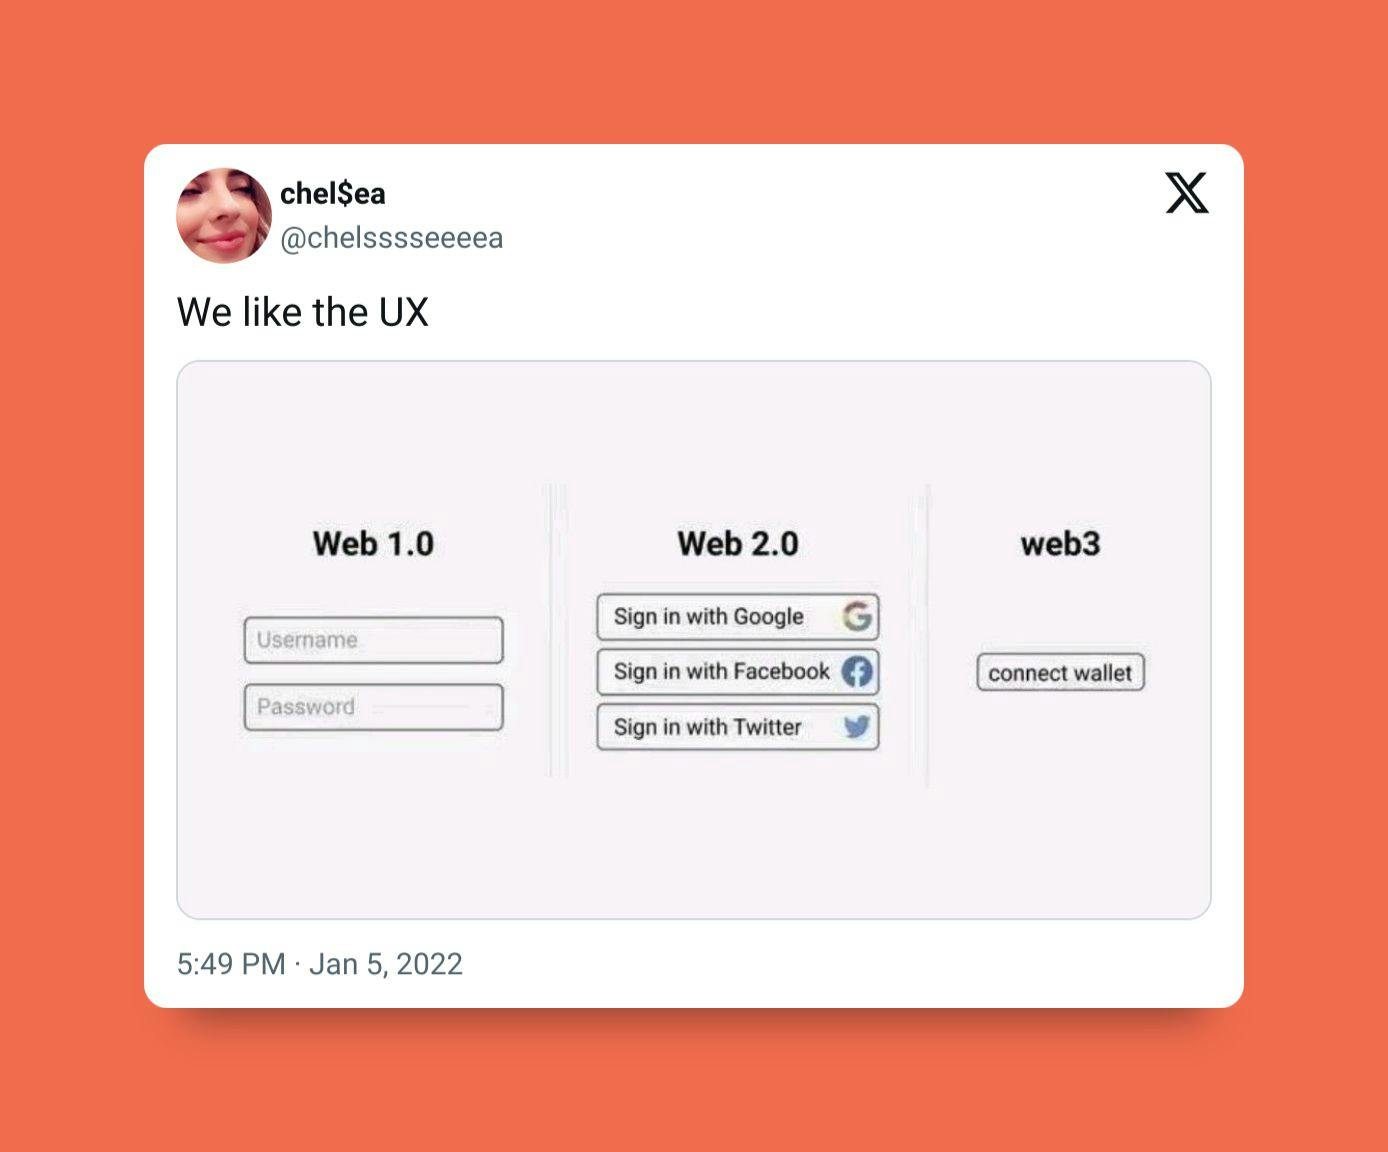 chel$ea
@chelsssseeeea
We like the UX
Web 1.0
Username
Password
Web 2.0
Sign in with Google
Sign in with Facebook
Sign in with Twitter
web3
connect wallet
5:49 PM · Jan 5, 2022